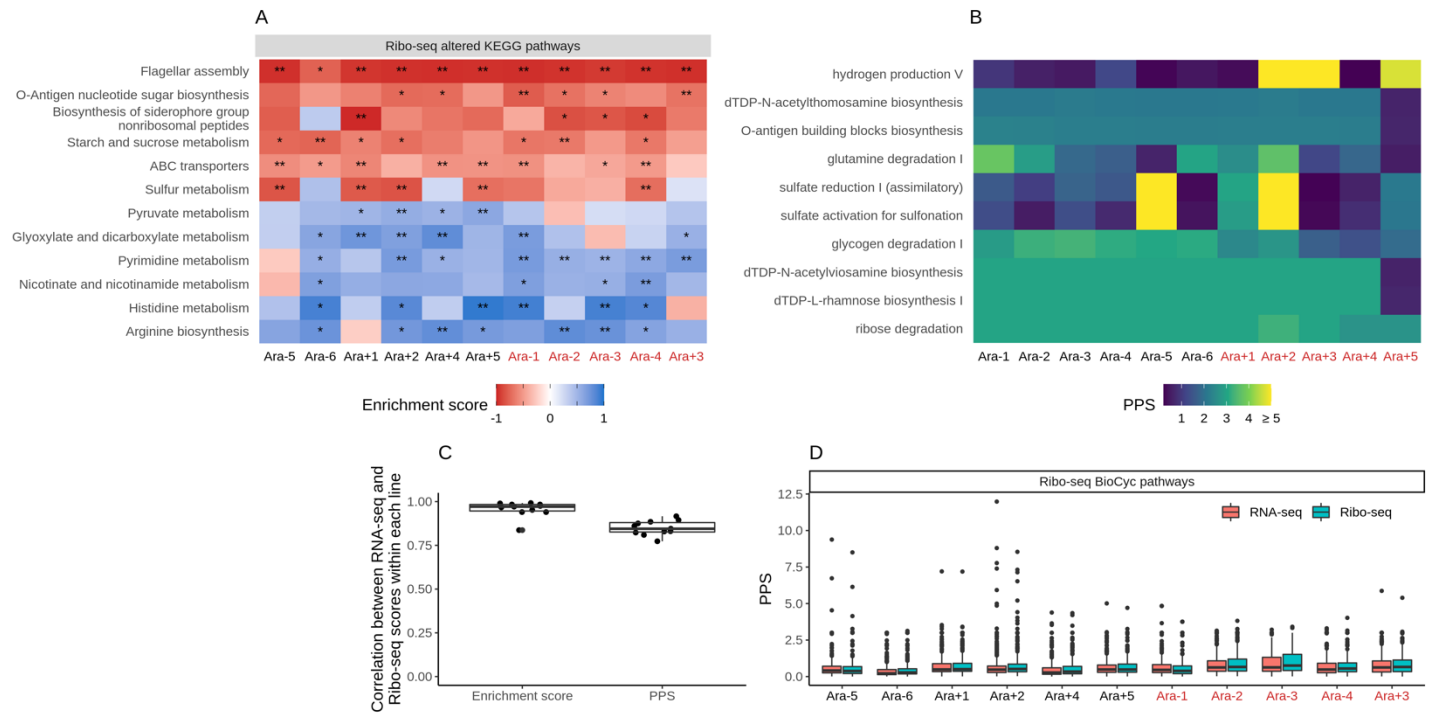 A
Ribo-seq altered KEGG pathways
Flagellar assembly ** * ** ** ** ** ** ** ** ** **
O-Antigen nucleotide sugar biosynthesis * * ** * * **
Biosynthesis of siderophore group
nonribosomal peptides ** * * *
Starch and sucrose metabolism * ** * * * ** *
ABC transporters ** * ** ** ** ** * **
Sulfur metabolism ** ** ** ** **
Pyruvate metabolism * ** * **
Glyoxylate and dicarboxylate metabolism * ** ** ** ** *
Pyrimidine metabolism * ** * ** ** ** ** **
Nicotinate and nicotinamide metabolism * * * **
Histidine metabolism * * ** ** ** *
Arginine biosynthesis * * ** * ** ** *
Ara-5 Ara-6 Ara+1 Ara+2 Ara+4 Ara+5 Ara-1 Ara-2 Ara-3 Ara-4 Ara+3
Enrichment score
-1 0 1
B
hydrogen production V
dTDP-N-acetylthomosamine biosynthesis
O-antigen building blocks biosynthesis
glutamine degradation I
sulfate reduction I (assimilatory)
sulfate activation for sulfonation
glycogen degradation I
dTDP-N-acetylviosamine biosynthesis
dTDP-L-rhamnose biosynthesis I
ribose degradation
Ara-1 Ara-2 Ara-3 Ara-4 Ara-5 Ara-6 Ara+1 Ara+2 Ara+3 Ara+4 Ara+5
PPS
1 2 3 4 ≥ 5
C
Correlation between RNA-seq and
Ribo-seq scores within each line
1.00
0.75
0.50
0.25
0.00
Enrichment score PPS
D
Ribo-seq BioCyc pathways
RNA-seq Ribo-seq
PPS
12.5
10.0
7.5
5.0
2.5
0.0
Ara-5 Ara-6 Ara+1 Ara+2 Ara+4 Ara+5 Ara-1 Ara-2 Ara-3 Ara-4 Ara+3